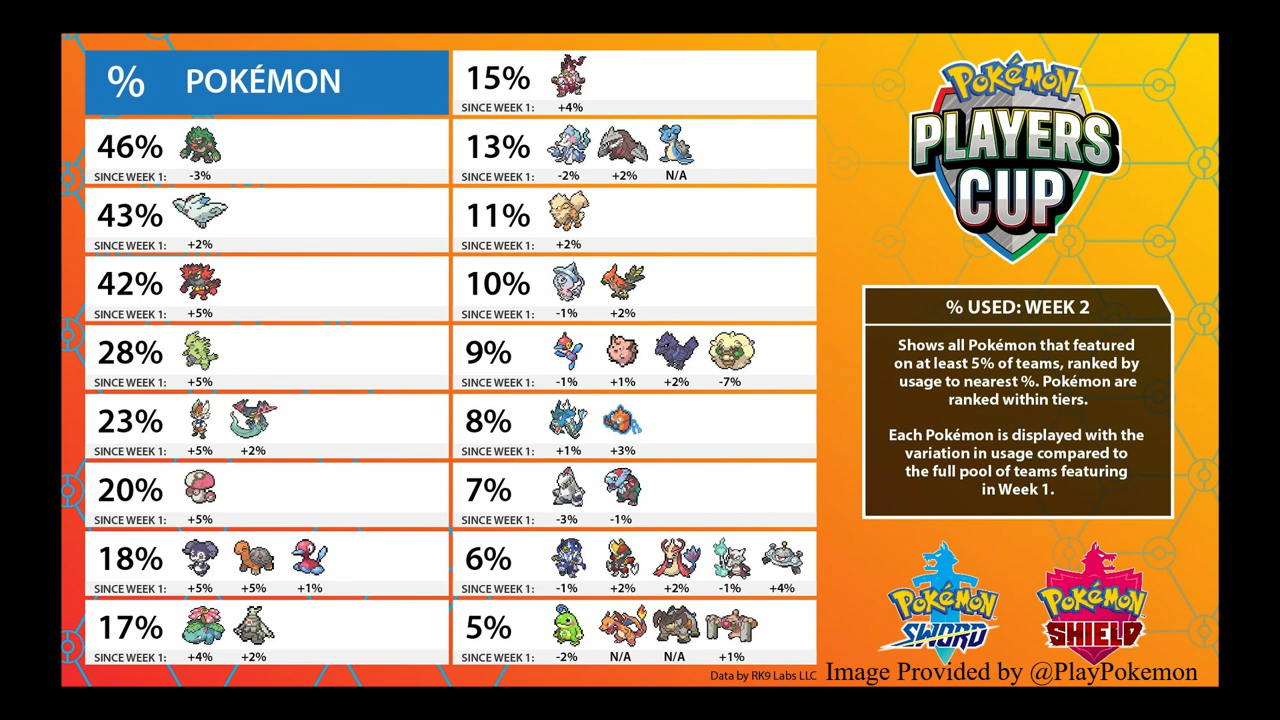 % POKÉMON
46%
SINCE WEEK 1: -3%
43%
SINCE WEEK 1: +2%
42%
SINCE WEEK 1: +5%
28%
SINCE WEEK 1: +5%
23%
SINCE WEEK 1: +5% +2%
20%
SINCE WEEK 1: +5%
18%
SINCE WEEK 1: +5% +5% +1%
17%
SINCE WEEK 1: +4% +2%
15%
SINCE WEEK 1: +4%
13%
SINCE WEEK 1: -2% +2% N/A
11%
SINCE WEEK 1: +2%
10%
SINCE WEEK 1: -1% +2%
9%
SINCE WEEK 1: -1% +1% +2% -7%
8%
SINCE WEEK 1: +1% +3%
7%
SINCE WEEK 1: -3% -1%
6%
SINCE WEEK 1: -1% +2% +2% -1% +4%
5%
SINCE WEEK 1: -2% N/A N/A +1%
Data by RK9 Labs LLC
POKÉMON
PLAYERS
CUP
% USED: WEEK 2
Shows all Pokémon that featured
on at least 5% of teams, ranked by
usage to nearest %. Pokémon are
ranked within tiers.
Each Pokémon is displayed with the
variation in usage compared to
the full pool of teams featuring
in Week 1.
POKÉMON
SWORD
POKÉMON
SHIELD
Image Provided by @PlayPokemon